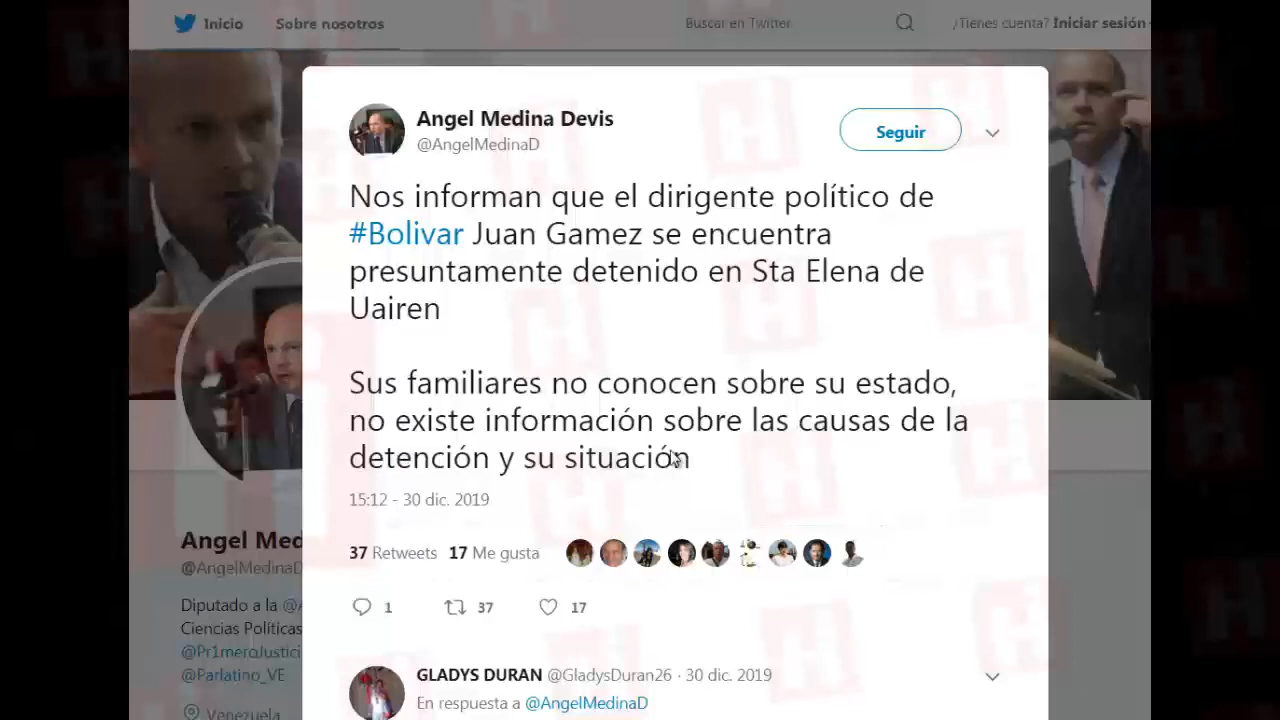 Inicio
Sobre nosotros
Buscar en Twitter
¿Tienes cuenta? Iniciar sesión
Angel Medina Devis
@AngelMedinaD
Seguir
Nos informan que el dirigente político de
#Bolivar Juan Gamez se encuentra
presuntamente detenido en Sta Elena de
Uairen
Sus familiares no conocen sobre su estado,
no existe información sobre las causas de la
detención y su situación
15:12 - 30 dic. 2019
37 Retweets 17 Me gusta
1 37 17
Angel Med
@AngelMedinaD
Diputado a la @A
Ciencias Políticas
@Pr1meroJustici
@Parlatino_VE
Venezuela
GLADYS DURAN @GladysDuran26 · 30 dic. 2019
En respuesta a @AngelMedinaD